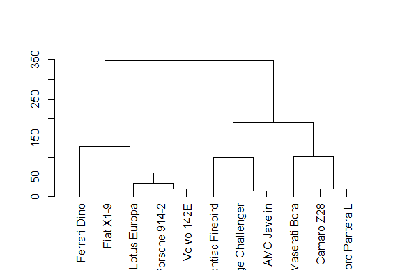 350
250
150
50
0
Ferrari Dino
Fiat X1-9
Lotus Europa
Porsche 914-2
Volvo 142E
ntiac Firebird
ge Challenger
AMC Javelin
Maserati Bora
Camaro Z28
ord Pantera L